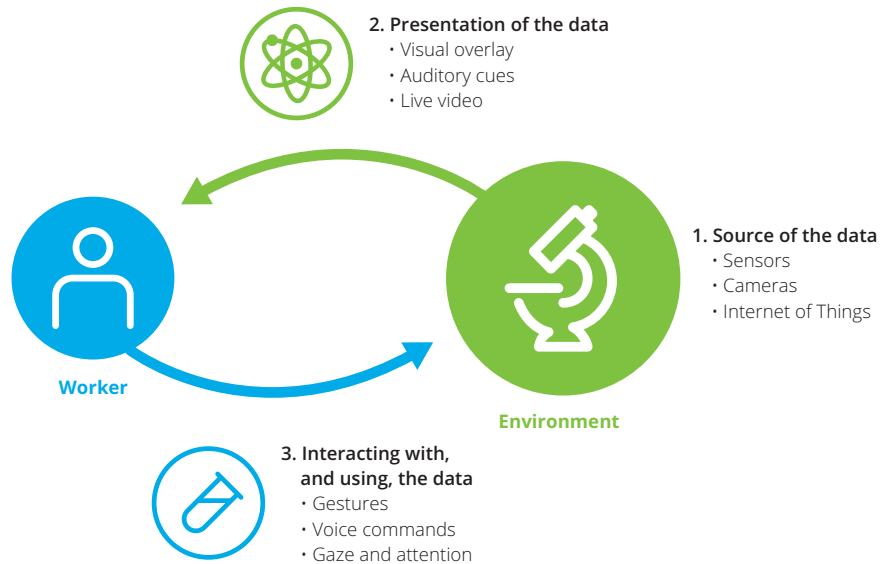 2. Presentation of the data
• Visual overlay
• Auditory cues
• Live video
1. Source of the data
• Sensors
• Cameras
• Internet of Things
Worker
Environment
3. Interacting with,
and using, the data
• Gestures
• Voice commands
• Gaze and attention